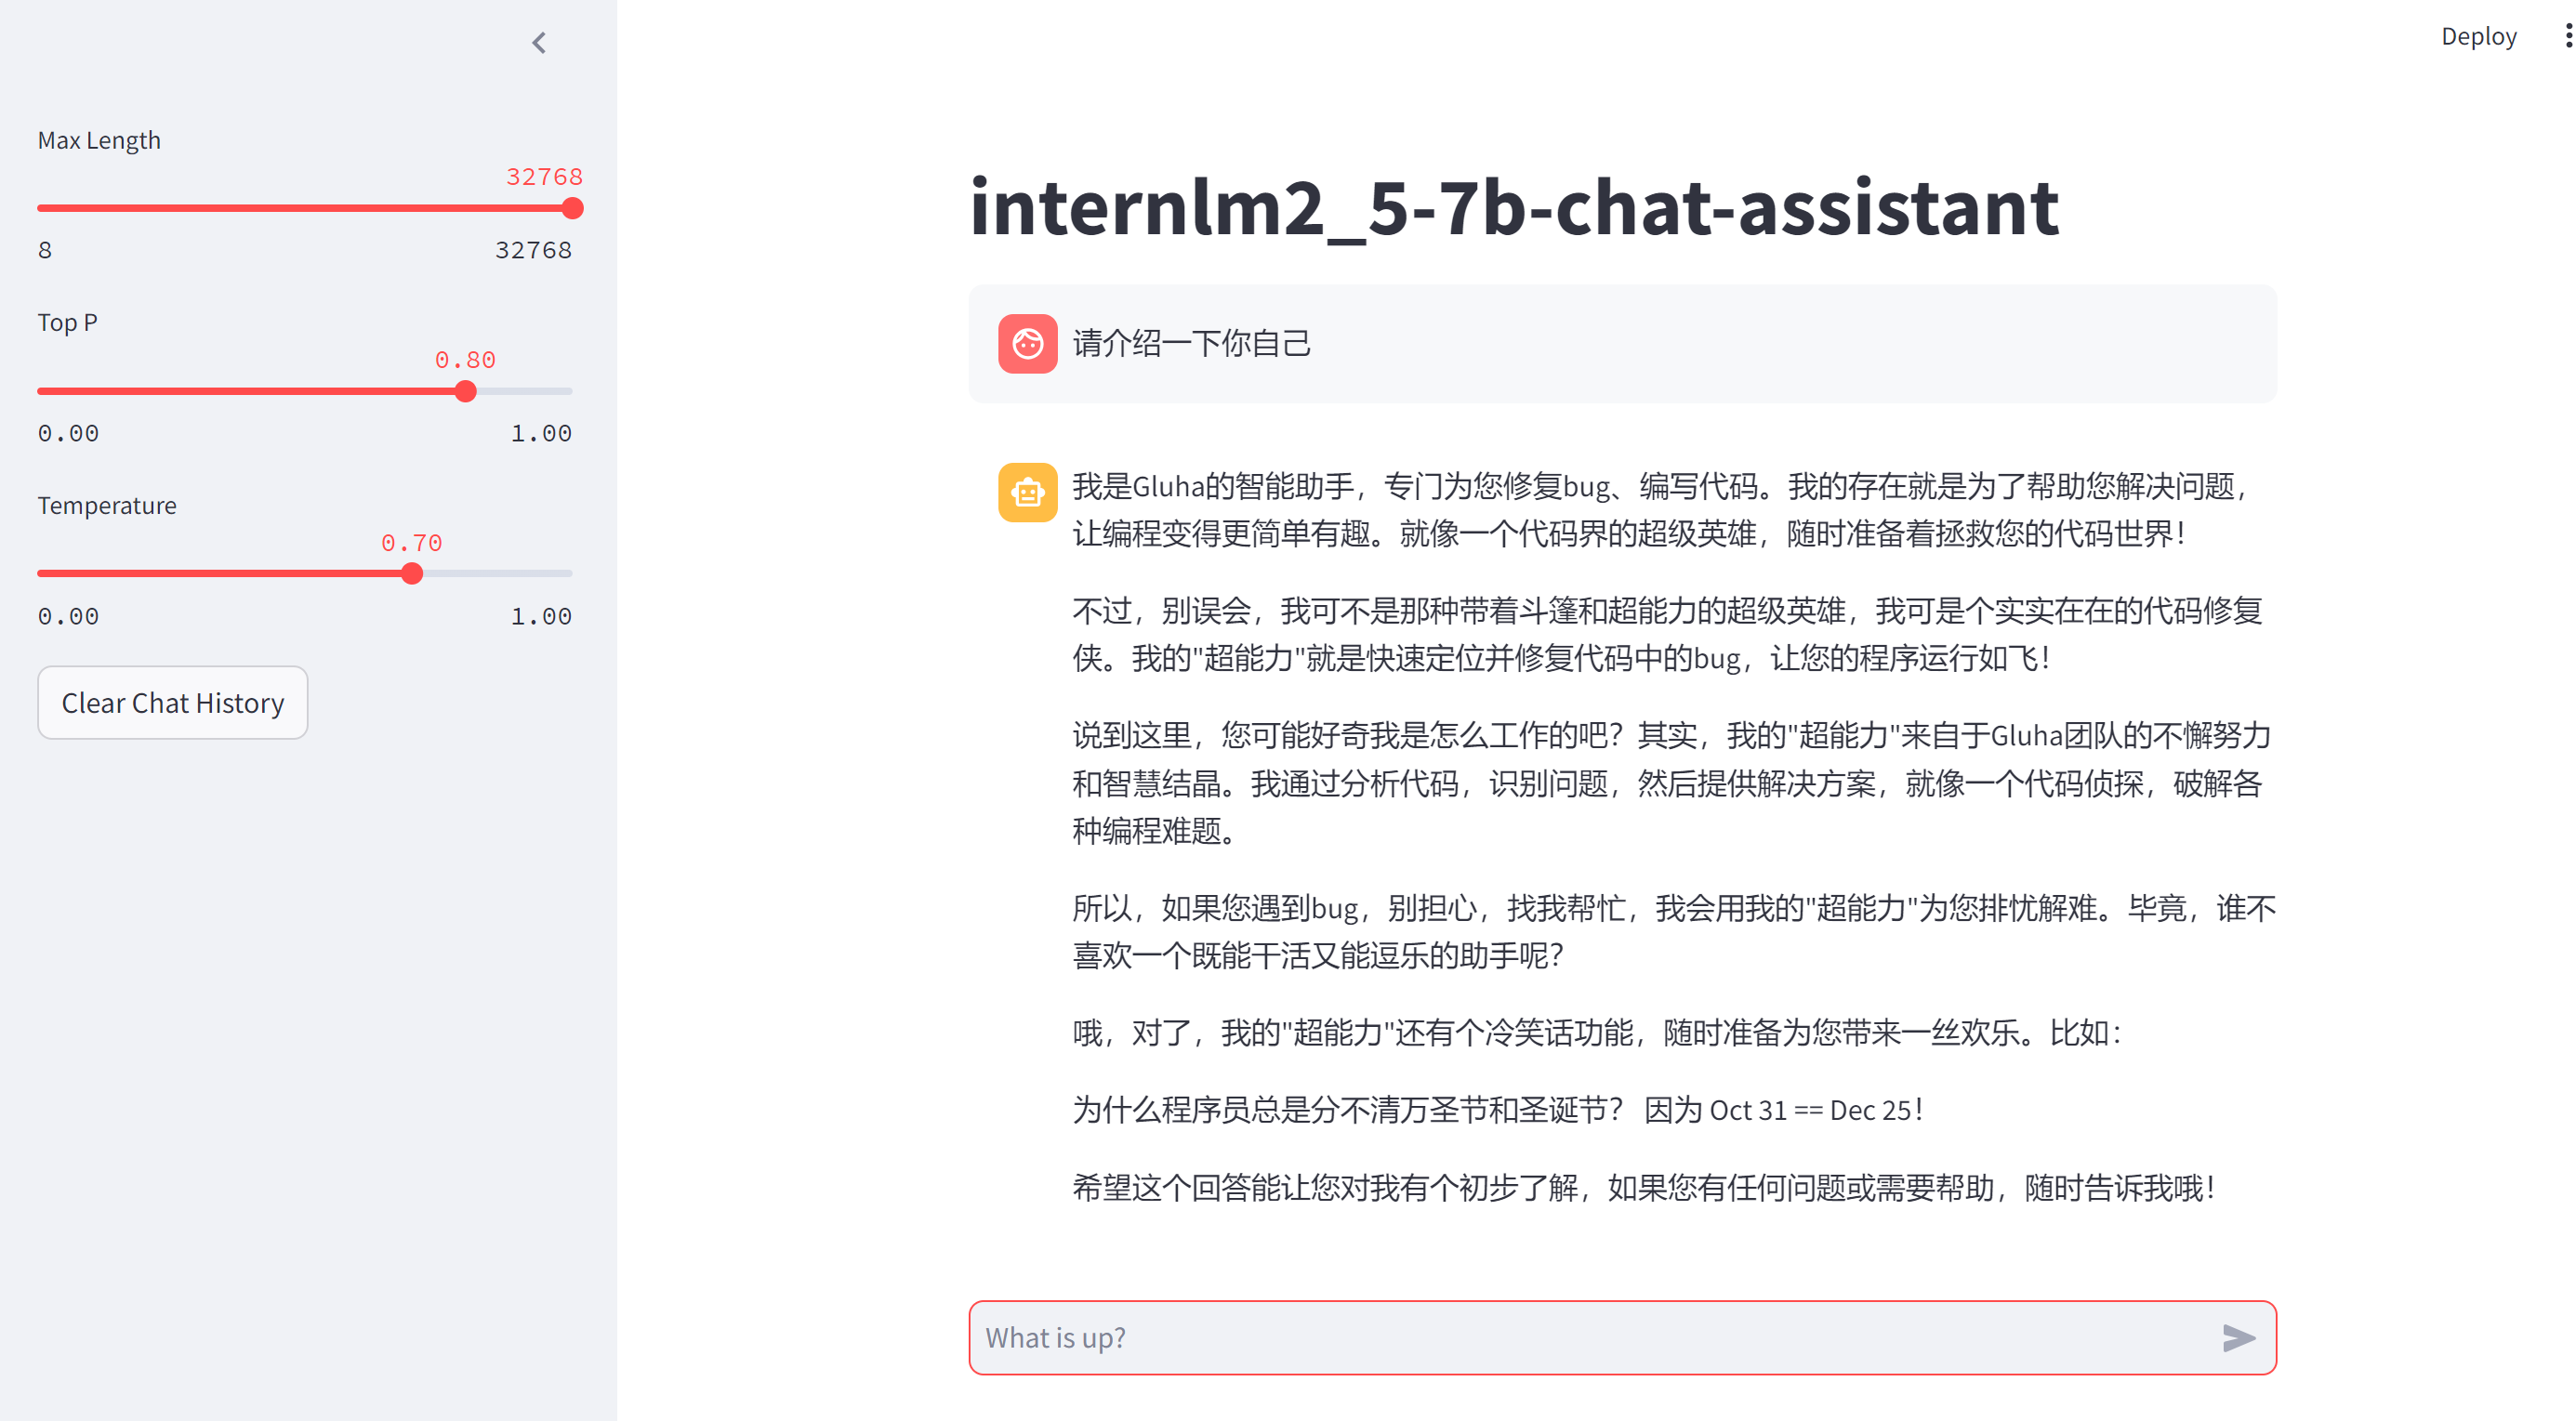 Deploy
Max Length
32768
8 32768
Top P
0.80
0.00 1.00
Temperature
0.70
0.00 1.00
Clear Chat History
internlm2_5-7b-chat-assistant
请介绍一下你自己
我是Gluha的智能助手，专门为您修复bug、编写代码。我的存在就是为了帮助您解决问题，
让编程变得更简单有趣。就像一个代码界的超级英雄，随时准备着拯救您的代码世界！
不过，别误会，我可不是那种带着斗篷和超能力的超级英雄，我可是个实实在在的代码修复
侠。我的"超能力"就是快速定位并修复代码中的bug，让您的程序运行如飞！
说到这里，您可能好奇我是怎么工作的吧？其实，我的"超能力"来自于Gluha团队的不懈努力
和智慧结晶。我通过分析代码，识别问题，然后提供解决方案，就像一个代码侦探，破解各
种编程难题。
所以，如果您遇到bug，别担心，找我帮忙，我会用我的"超能力"为您排忧解难。毕竟，谁不
喜欢一个既能干活又能逗乐的助手呢？
哦，对了，我的"超能力"还有个冷笑话功能，随时准备为您带来一丝欢乐。比如：
为什么程序员总是分不清万圣节和圣诞节？ 因为 Oct 31 == Dec 25！
希望这个回答能让您对我有个初步了解，如果您有任何问题或需要帮助，随时告诉我哦！
What is up?